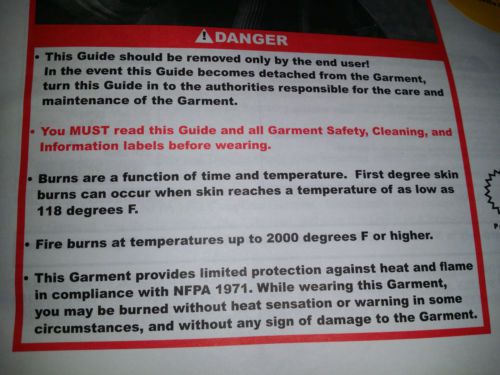 DANGER
• This Guide should be removed only by the end user!
In the event this Guide becomes detached from the Garment,
turn this Guide in to the authorities responsible for the care and
maintenance of the Garment.
• You MUST read this Guide and all Garment Safety, Cleaning, and
Information labels before wearing.
• Burns are a function of time and temperature. First degree skin
burns can occur when skin reaches a temperature of as low as
118 degrees F.
• Fire burns at temperatures up to 2000 degrees F or higher.
• This Garment provides limited protection against heat and flame
in compliance with NFPA 1971. While wearing this Garment,
you may be burned without heat sensation or warning in some
circumstances, and without any sign of damage to the Garment.